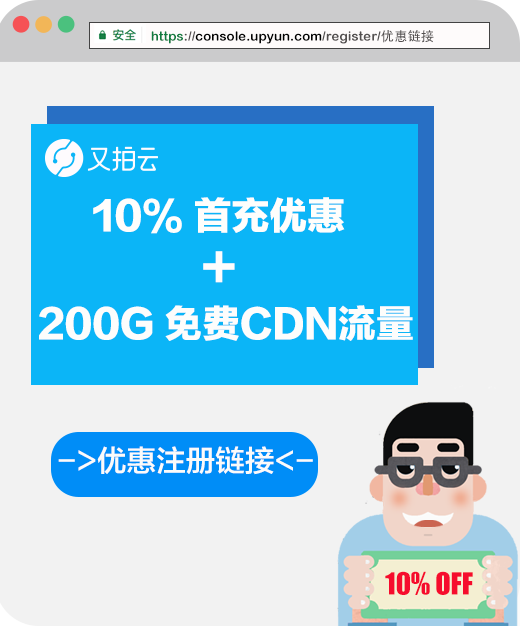 安全 https://console.upyun.com/register/优惠链接
又拍云
10% 首充优惠
+
200G 免费CDN流量
–>优惠注册链接<–
10% OFF